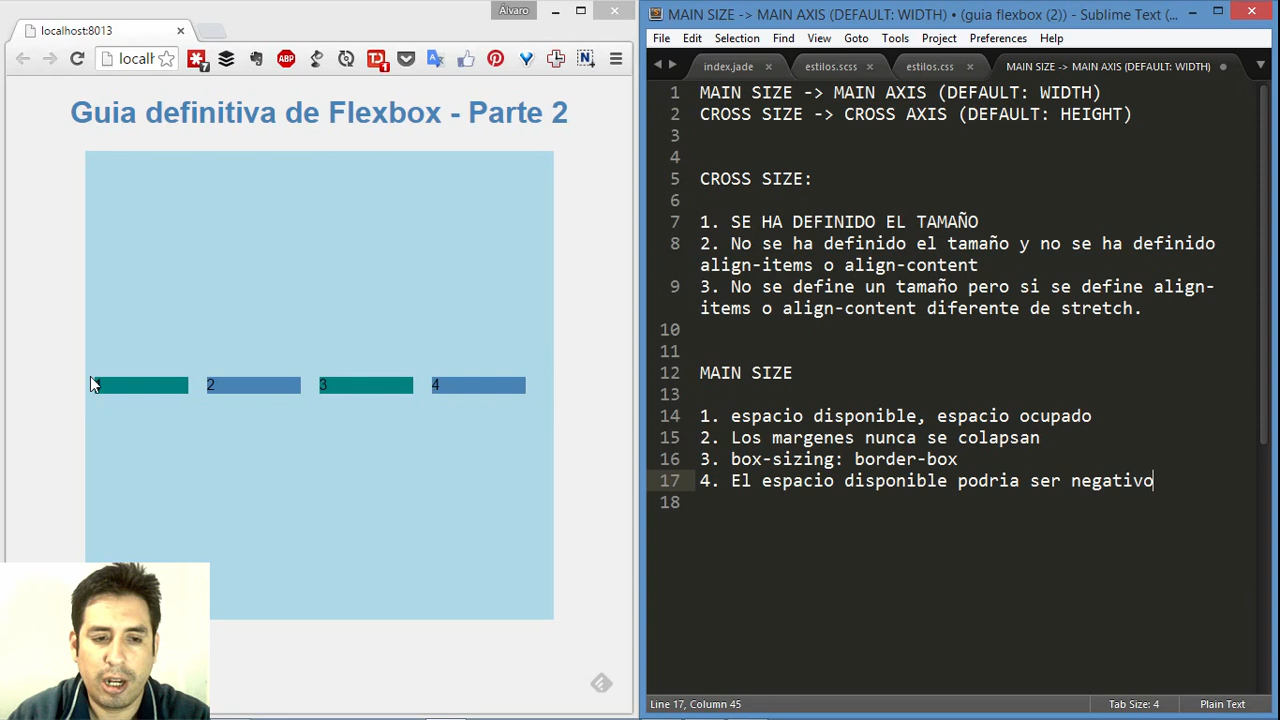 Álvaro
localhost:8013
localh
7
ABP
1
N
Guia definitiva de Flexbox - Parte 2
2
3
4
MAIN SIZE -> MAIN AXIS (DEFAULT: WIDTH) • (guia flexbox (2)) - Sublime Text (...
File Edit Selection Find View Goto Tools Project Preferences Help
index.jade × estilos.scss × estilos.css × MAIN SIZE -> MAIN AXIS (DEFAULT: WIDTH)
1 MAIN SIZE -> MAIN AXIS (DEFAULT: WIDTH)
2 CROSS SIZE -> CROSS AXIS (DEFAULT: HEIGHT)
3
4
5 CROSS SIZE:
6
7 1. SE HA DEFINIDO EL TAMAÑO
8 2. No se ha definido el tamaño y no se ha definido
align-items o align-content
9 3. No se define un tamaño pero si se define align-
items o align-content diferente de stretch.
10
11
12 MAIN SIZE
13
14 1. espacio disponible, espacio ocupado
15 2. Los margenes nunca se colapsan
16 3. box-sizing: border-box
17 4. El espacio disponible podria ser negativo
18
Line 17, Column 45
Tab Size: 4
Plain Text